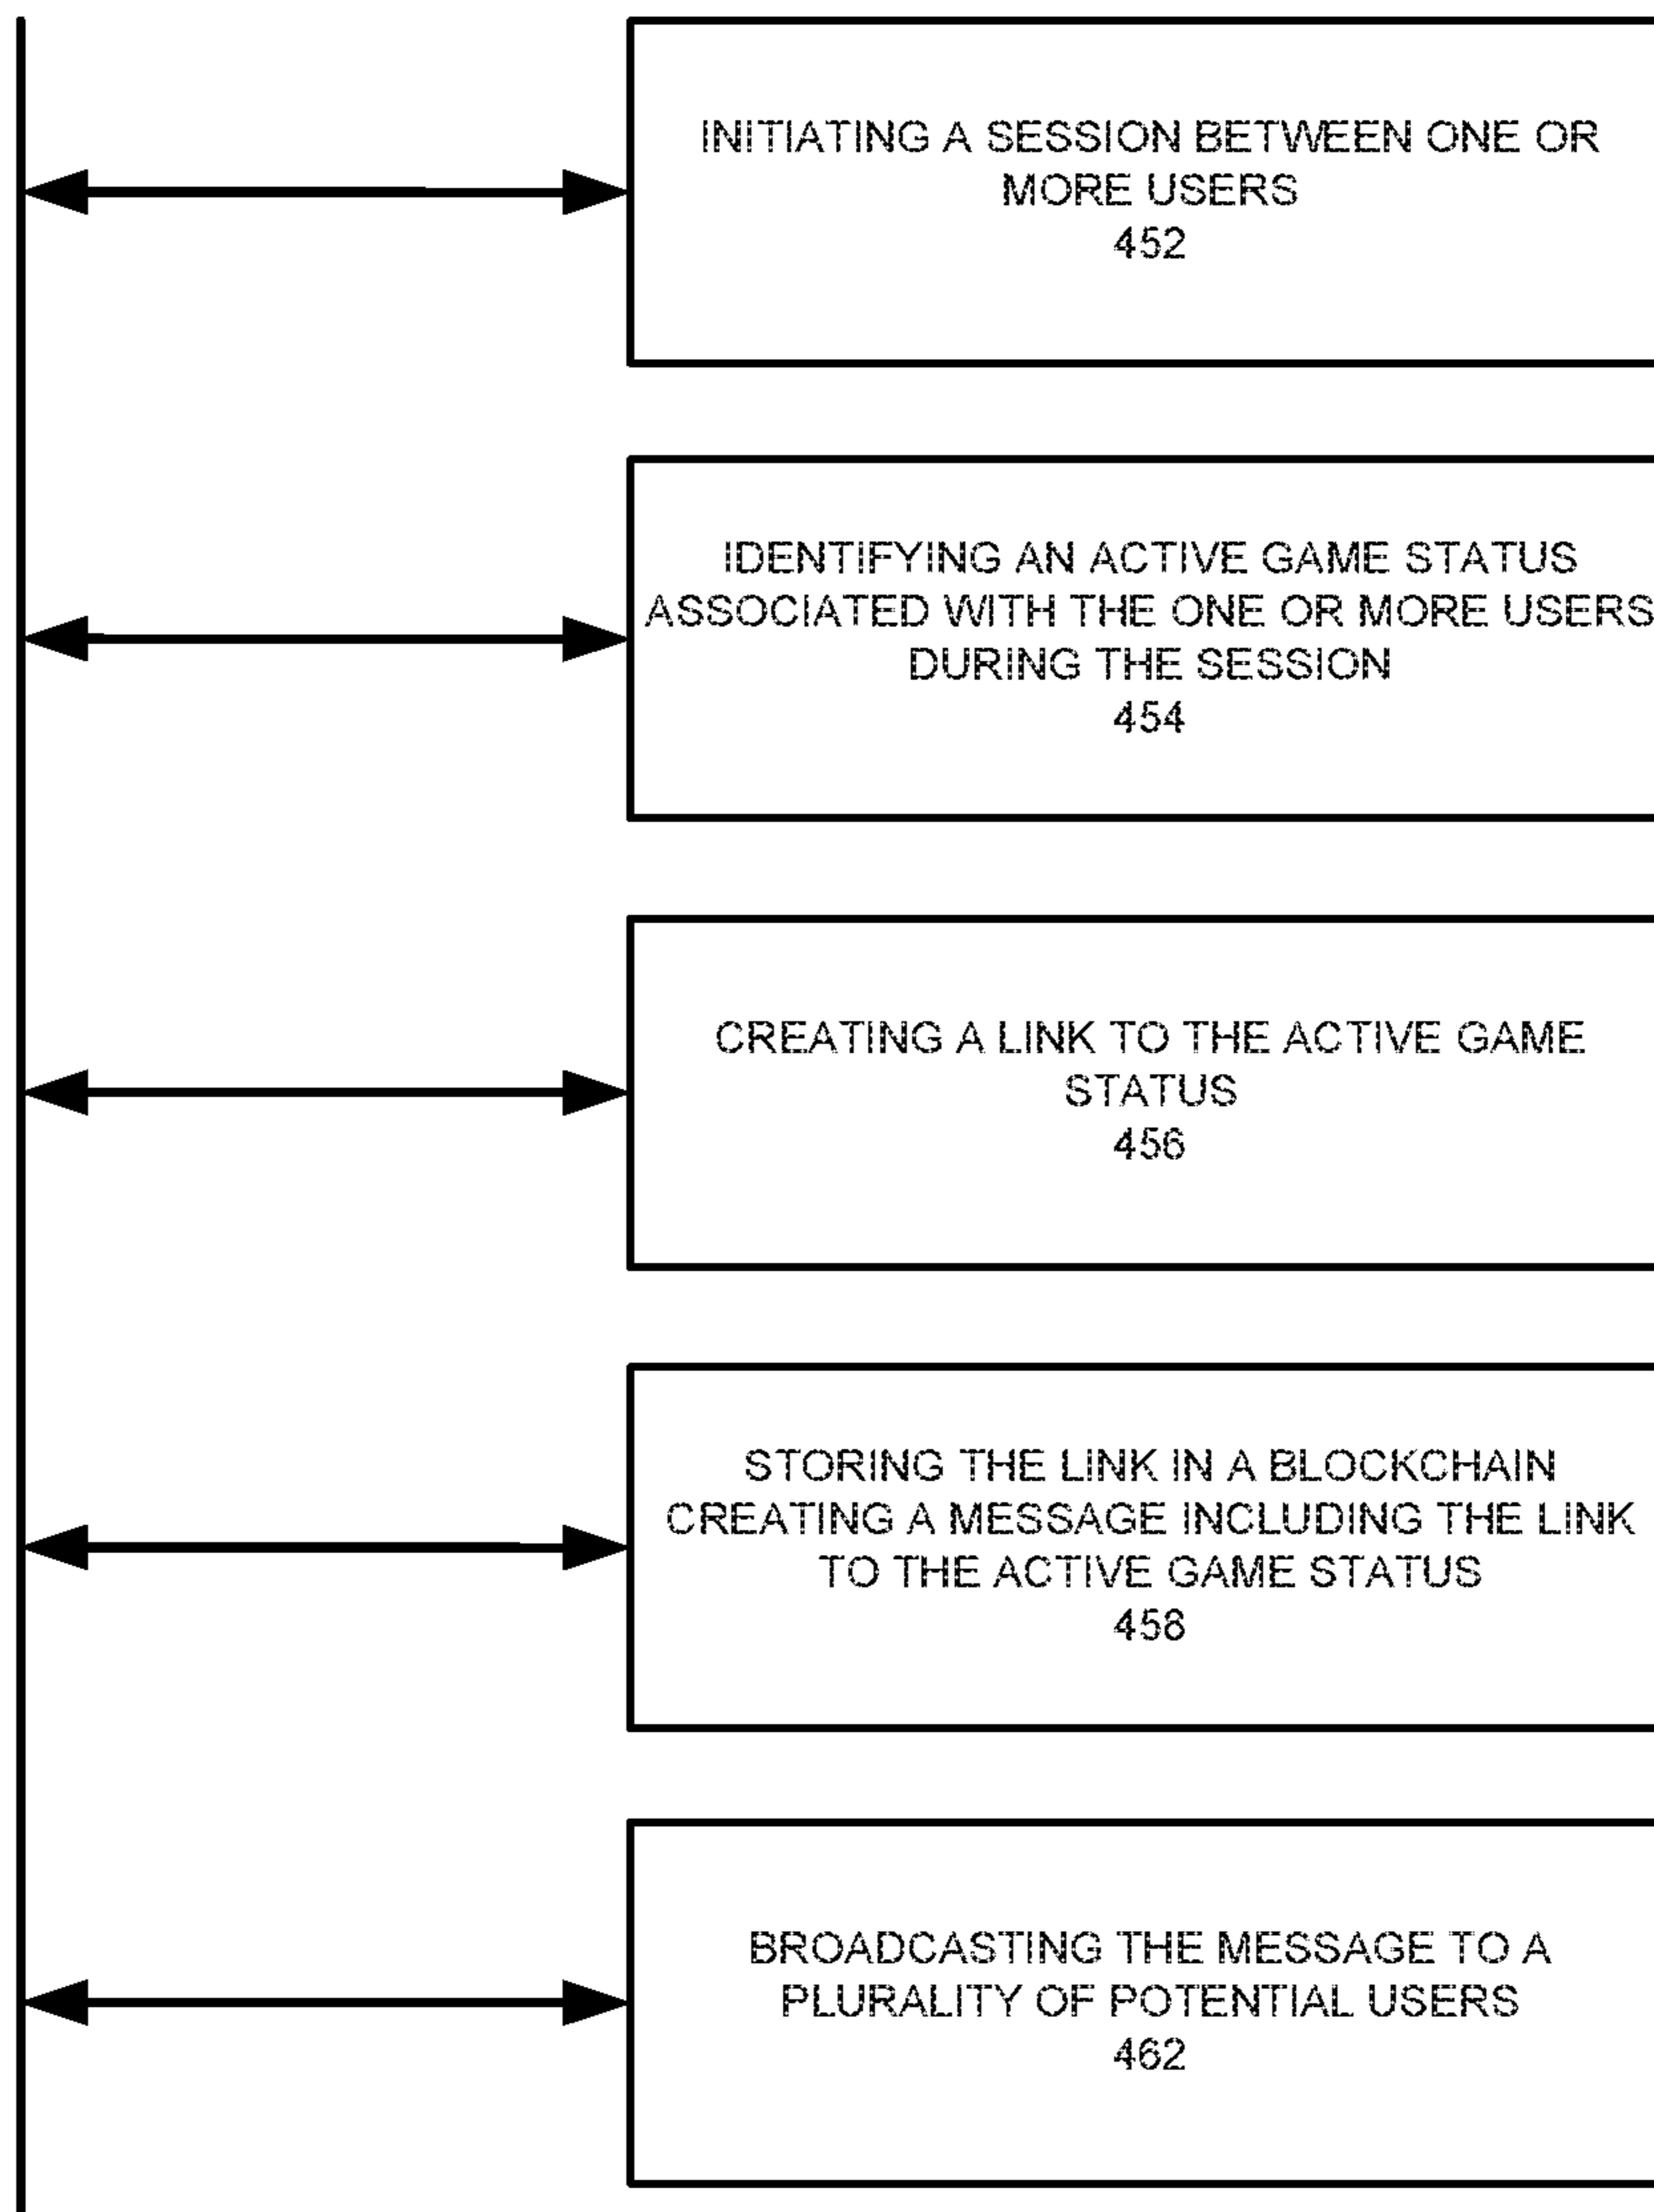 INITIATING A SESSION BETWEEN ONE OR
MORE USERS
452
IDENTIFYING AN ACTIVE GAME STATUS
ASSOCIATED WITH THE ONE OR MORE USERS
DURING THE SESSION
454
CREATING A LINK TO THE ACTIVE GAME
STATUS
456
STORING THE LINK IN A BLOCKCHAIN
CREATING A MESSAGE INCLUDING THE LINK
TO THE ACTIVE GAME STATUS
458
BROADCASTING THE MESSAGE TO A
PLURALITY OF POTENTIAL USERS
462